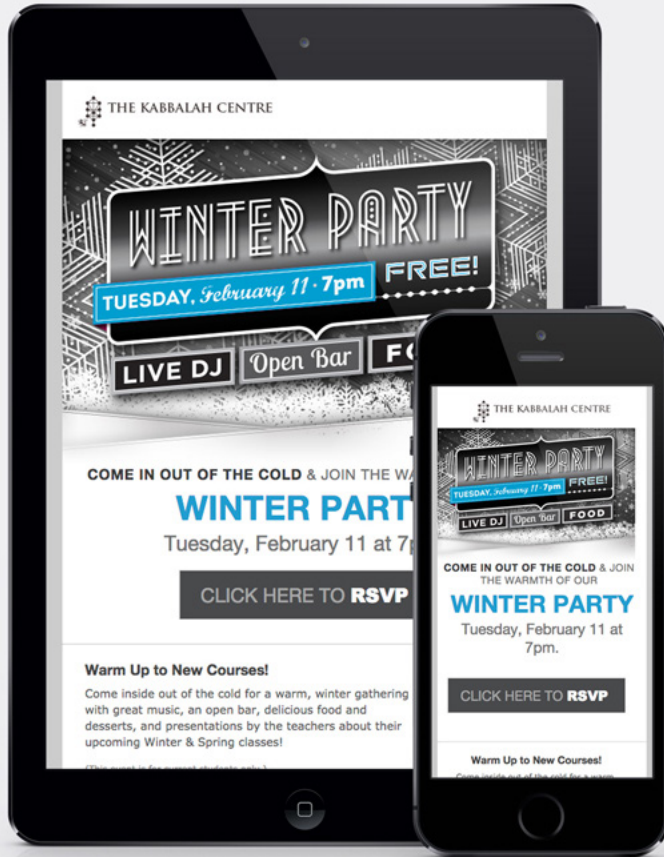 THE KABBALAH CENTRE
WINTER PARTY
TUESDAY, February 11 · 7pm
FREE!
LIVE DJ
Open Bar
COME IN OUT OF THE COLD & JOIN THE
WINTER PART
Tuesday, February 11 at
CLICK HERE TO RSVP
Warm Up to New Courses!
Come inside out of the cold for a warm, winter gathering
with great music, an open bar, delicious food and
desserts, and presentations by the teachers about their
upcoming Winter & Spring classes!
THE KABBALAH CENTRE
WINTER PARTY
TUESDAY, February 11 · 7pm
FREE!
LIVE DJ
Open Bar
FOOD
COME IN OUT OF THE COLD & JOIN
THE WARMTH OF OUR
WINTER PARTY
Tuesday, February 11 at
7pm.
CLICK HERE TO RSVP
Warm Up to New Courses!